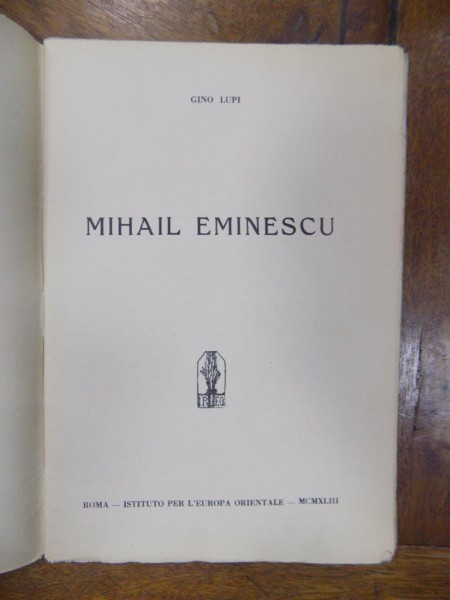 GINO LUPI
MIHAIL EMINESCU
ROMA — ISTITUTO PER L'EUROPA ORIENTALE — MCMXLIII